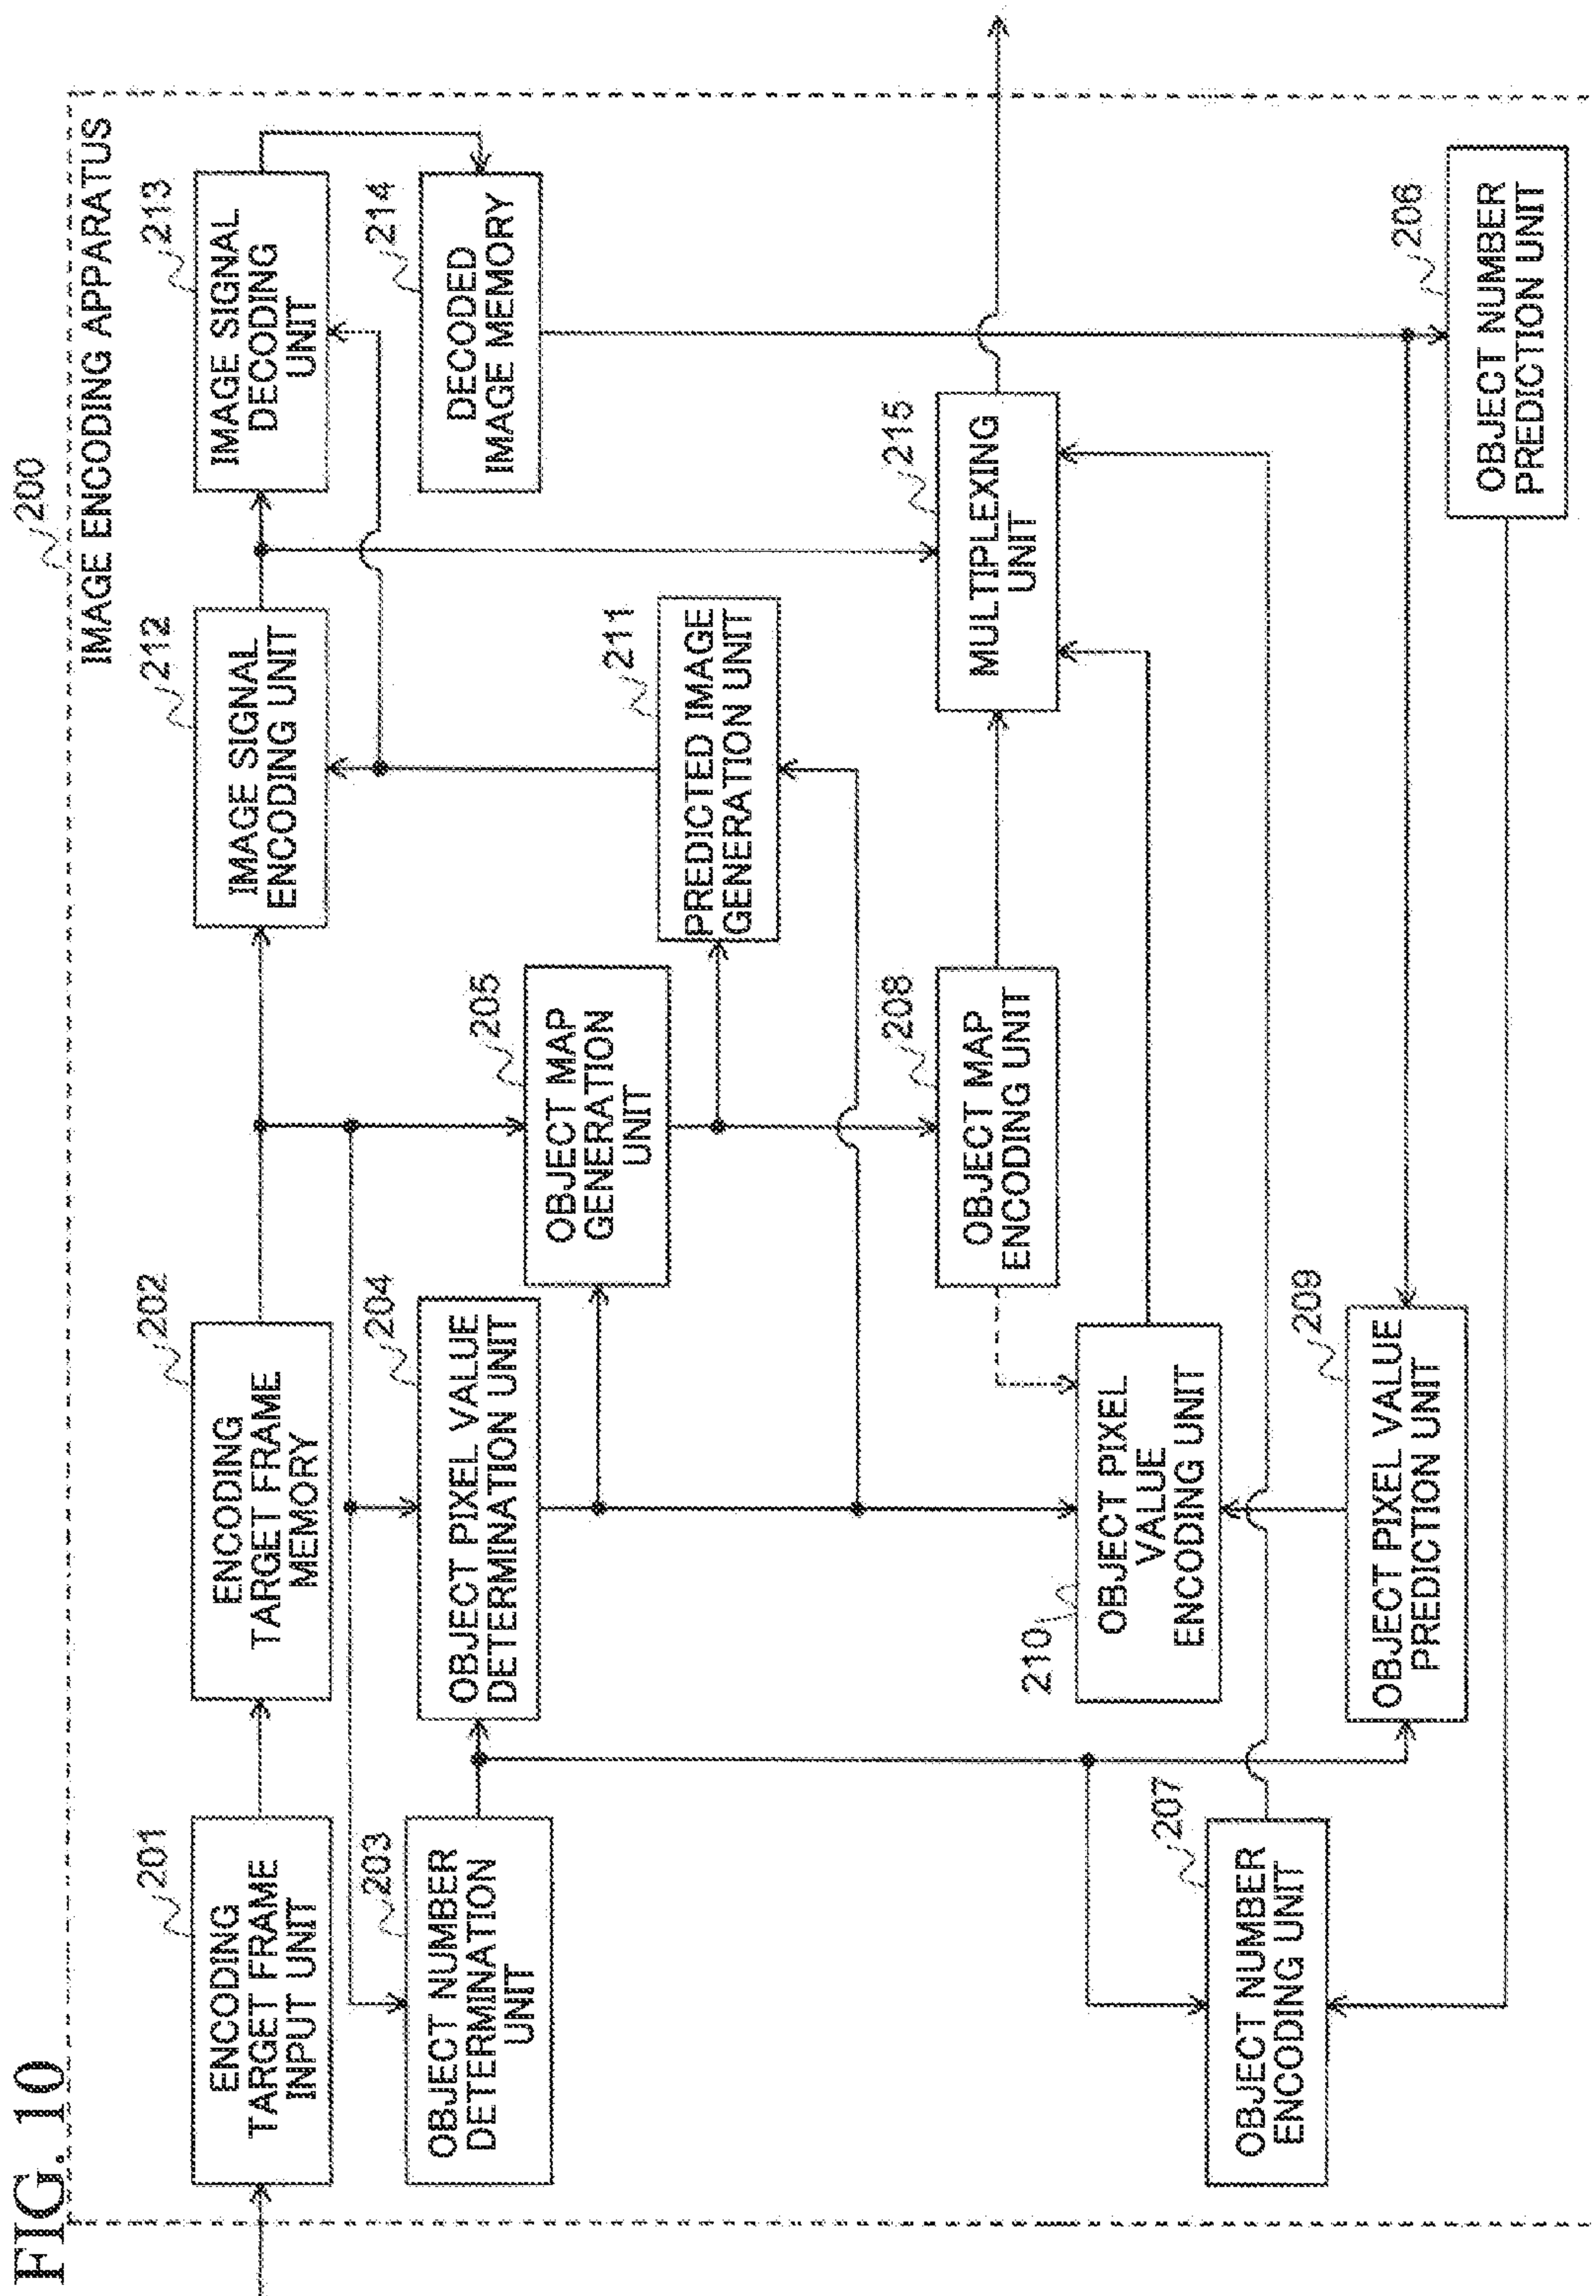 FIG. 10
200
IMAGE ENCODING APPARATUS
201
ENCODING
TARGET FRAME
INPUT UNIT
202
ENCODING
TARGET FRAME
MEMORY
212
IMAGE SIGNAL
ENCODING UNIT
213
IMAGE SIGNAL
DECODING
UNIT
203
OBJECT NUMBER
DETERMINATION
UNIT
204
OBJECT PIXEL VALUE
DETERMINATION UNIT
205
OBJECT MAP
GENERATION
UNIT
211
PREDICTED IMAGE
GENERATION UNIT
214
DECODED
IMAGE MEMORY
208
OBJECT MAP
ENCODING UNIT
215
MULTIPLEXING
UNIT
210
OBJECT PIXEL
VALUE
ENCODING UNIT
207
OBJECT NUMBER
ENCODING UNIT
209
OBJECT PIXEL VALUE
PREDICTION UNIT
206
OBJECT NUMBER
PREDICTION UNIT